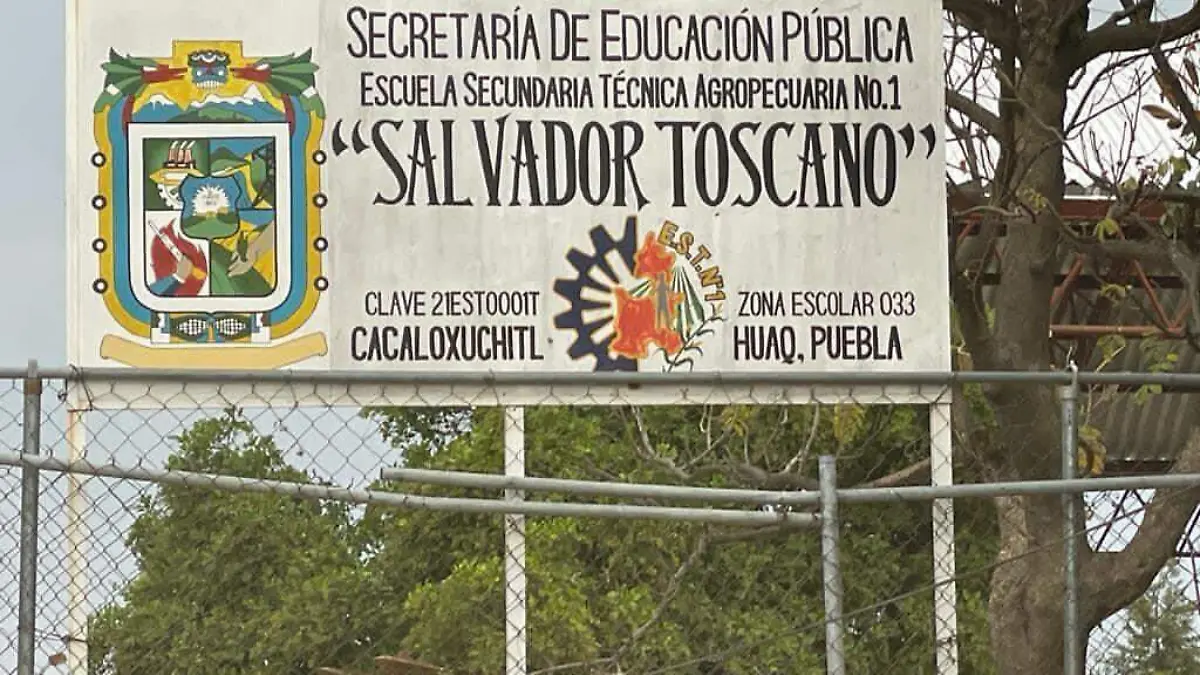 SECRETARÍA DE EDUCACIÓN PÚBLICA
ESCUELA SECUNDARIA TÉCNICA AGROPECUARIA NO.1
“SALVADOR TOSCANO”
E.S.T.N°1
CLAVE 21EST0001T
ZONA ESCOLAR 033
CACALOXUCHITL
HUAQ, PUEBLA